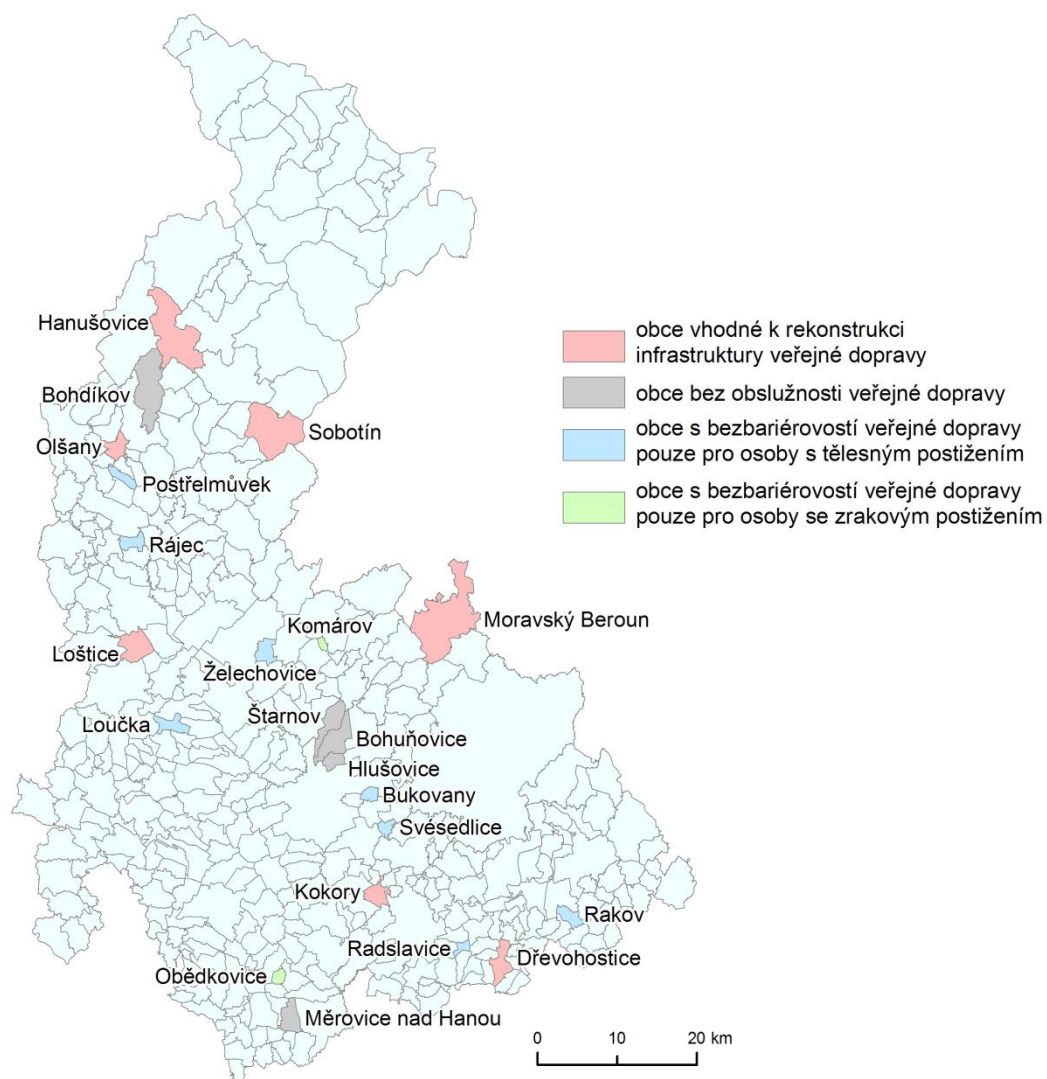 Hanušovice
Bohdíkov
Olšany
Sobotín
Postřelmůvek
Rájec
Moravský Beroun
Komárov
Loštice
Želechovice
Štarnov
Loučka
Bohuňovice
Hlušovice
Bukovany
Svésedlice
Kokory
Rakov
Radslavice
Dřevohostice
Obědkovice
Měrovice nad Hanou
obce vhodné k rekonstrukci
infrastruktury veřejné dopravy
obce bez obslužnosti veřejné dopravy
obce s bezbariérovostí veřejné dopravy
pouze pro osoby s tělesným postižením
obce s bezbariérovostí veřejné dopravy
pouze pro osoby se zrakovým postižením
0 10 20 km